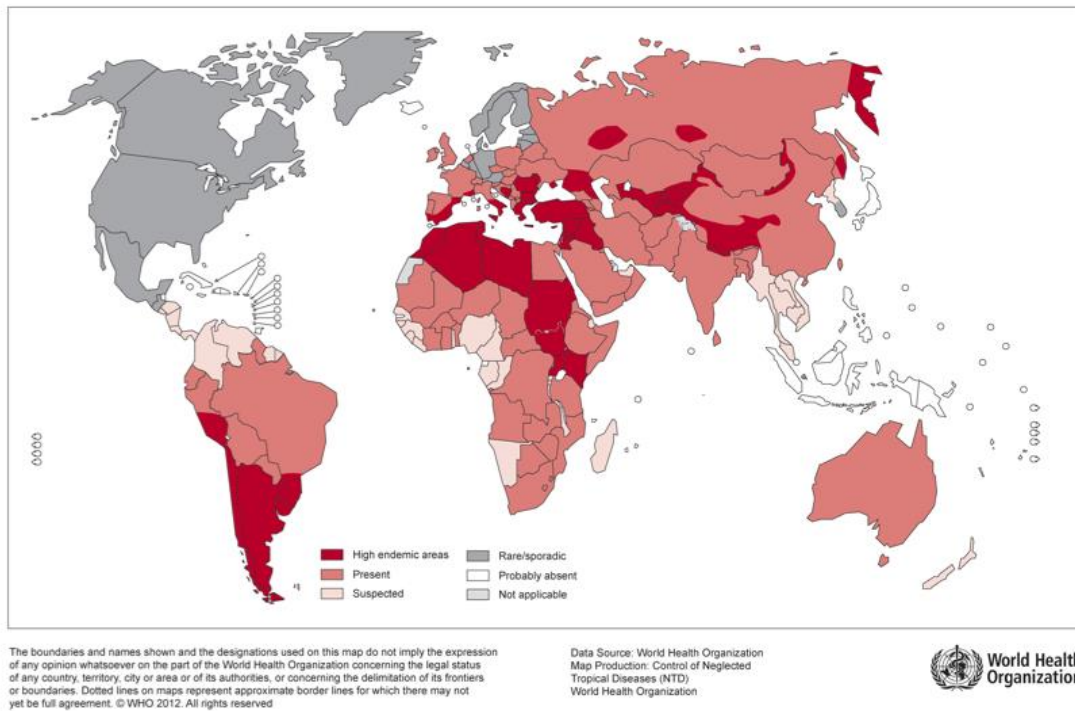 High endemic areas
Present
Suspected
Rare/sporadic
Probably absent
Not applicable
The boundaries and names shown and the designations used on this map do not imply the expression
of any opinion whatsoever on the part of the World Health Organization concerning the legal status
of any country, territory, city or area or of its authorities, or concerning the delimitation of its frontiers
or boundaries. Dotted lines on maps represent approximate border lines for which there may not
yet be full agreement. © WHO 2012. All rights reserved
Data Source: World Health Organization
Map Production: Control of Neglected
Tropical Diseases (NTD)
World Health Organization
World Health
Organization